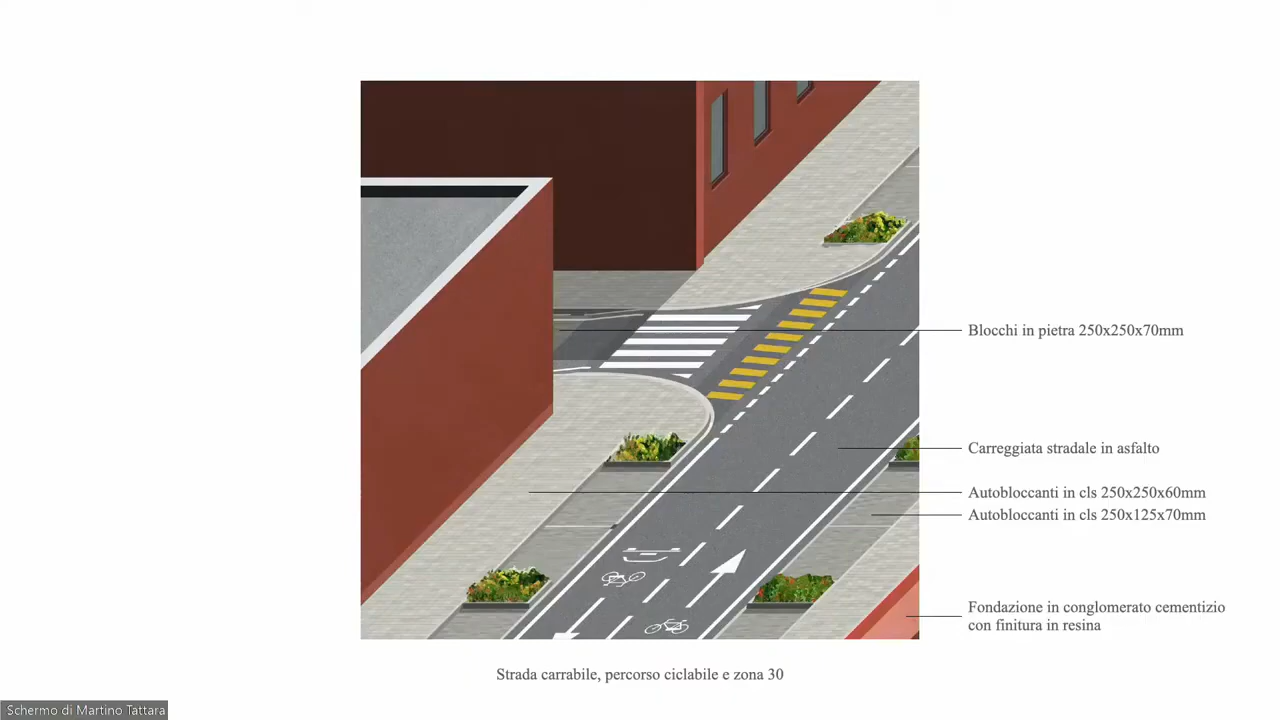 Blocchi in pietra 250x250x70mm
Carreggiata stradale in asfalto
Autobloccanti in cls 250x250x60mm
Autobloccanti in cls 250x125x70mm
Fondazione in conglomerato cementizio
con finitura in resina
Strada carrabile, percorso ciclabile e zona 30
Schermo di Martino Tattara